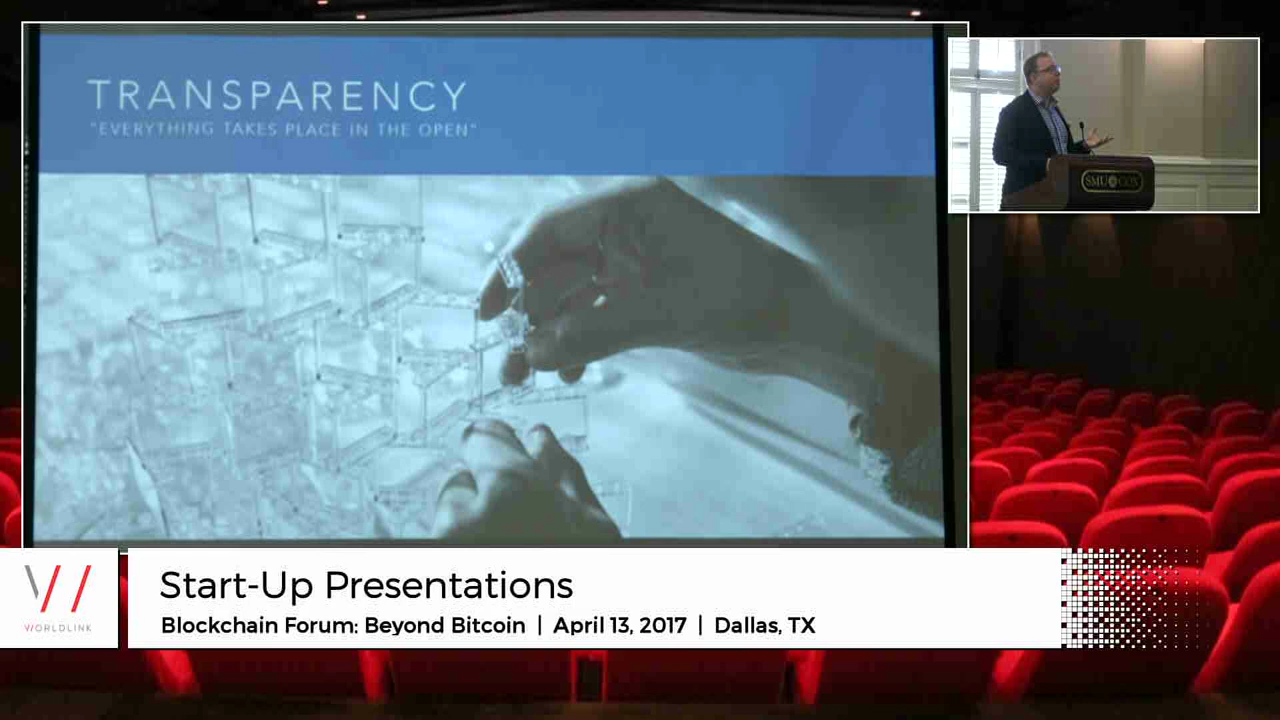 TRANSPARENCY
"EVERYTHING TAKES PLACE IN THE OPEN"
SMU COX
WORLDLINK
Start-Up Presentations
Blockchain Forum: Beyond Bitcoin | April 13, 2017 | Dallas, TX